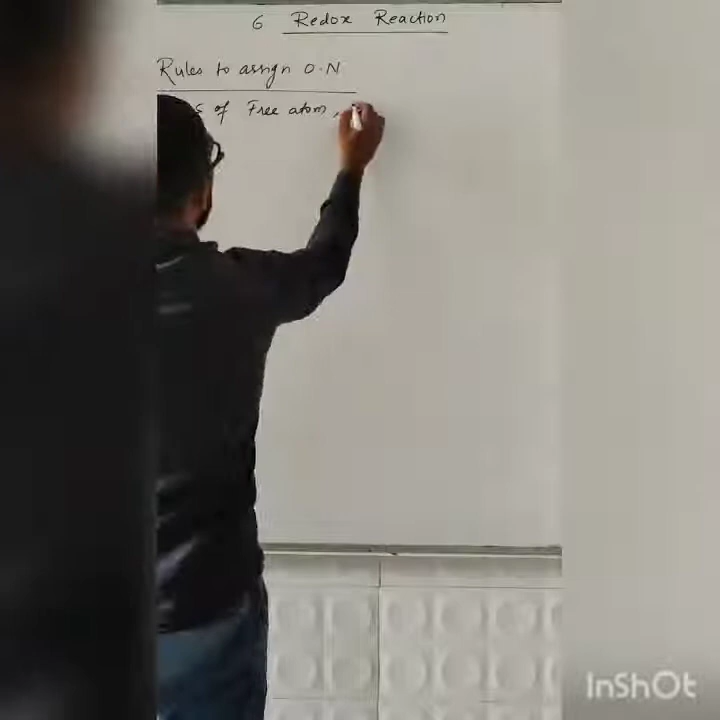 6 Redox Reaction
Rules to assign O.N
of Free atom,
InShOt